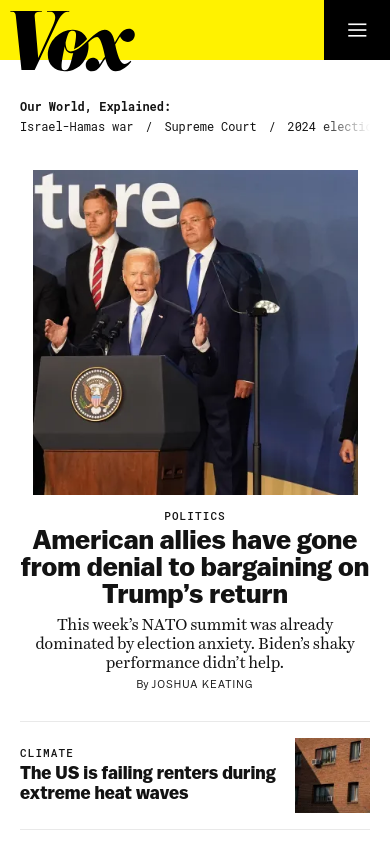 Vox
Our World, Explained:
Israel-Hamas war / Supreme Court / 2024
ture
POLITICS
American allies have gone
from denial to bargaining on
Trump’s return
This week’s NATO summit was already
dominated by election anxiety. Biden’s shaky
performance didn’t help.
By JOSHUA KEATING
CLIMATE
The US is failing renters during
extreme heat waves